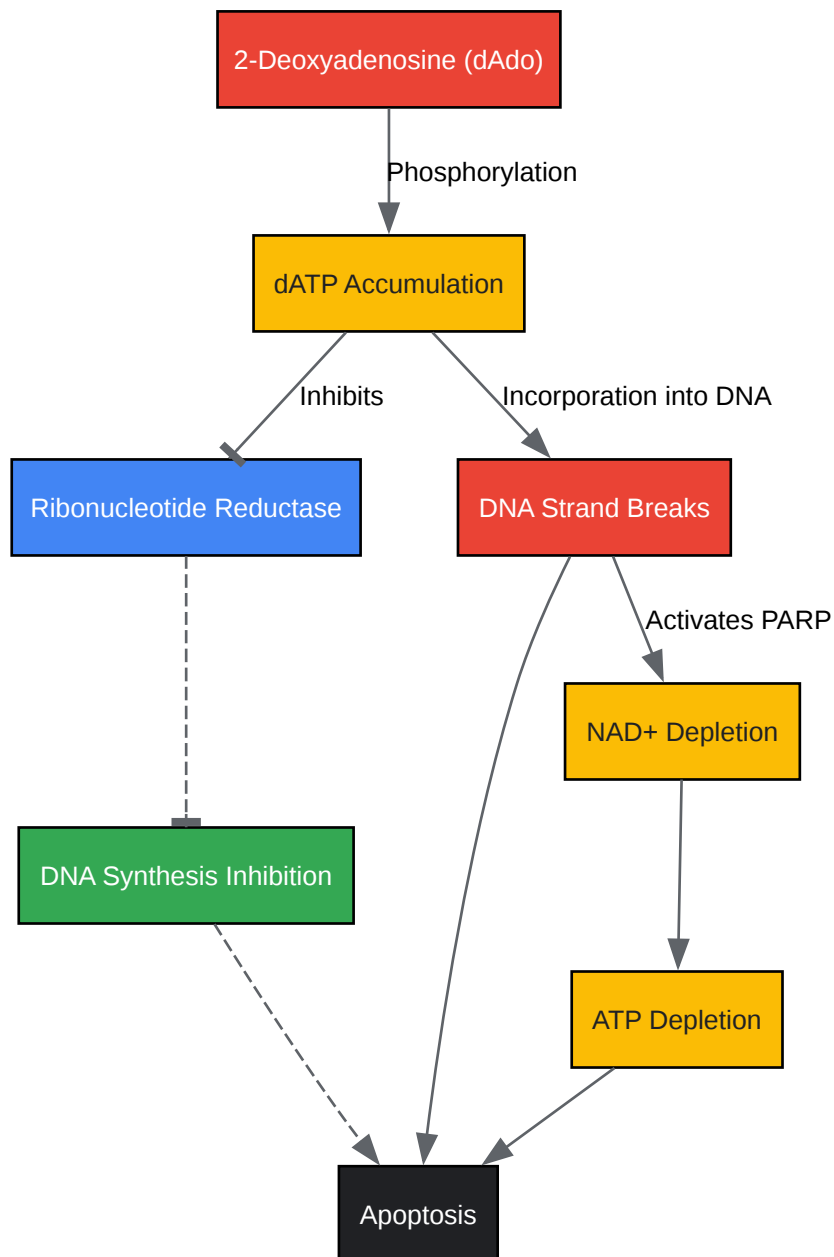 2-Deoxyadenosine (dAdo)
Phosphorylation
dATP Accumulation
Inhibits
Incorporation into DNA
Ribonucleotide Reductase
DNA Strand Breaks
Activates PARP
NAD+ Depletion
DNA Synthesis Inhibition
ATP Depletion
Apoptosis